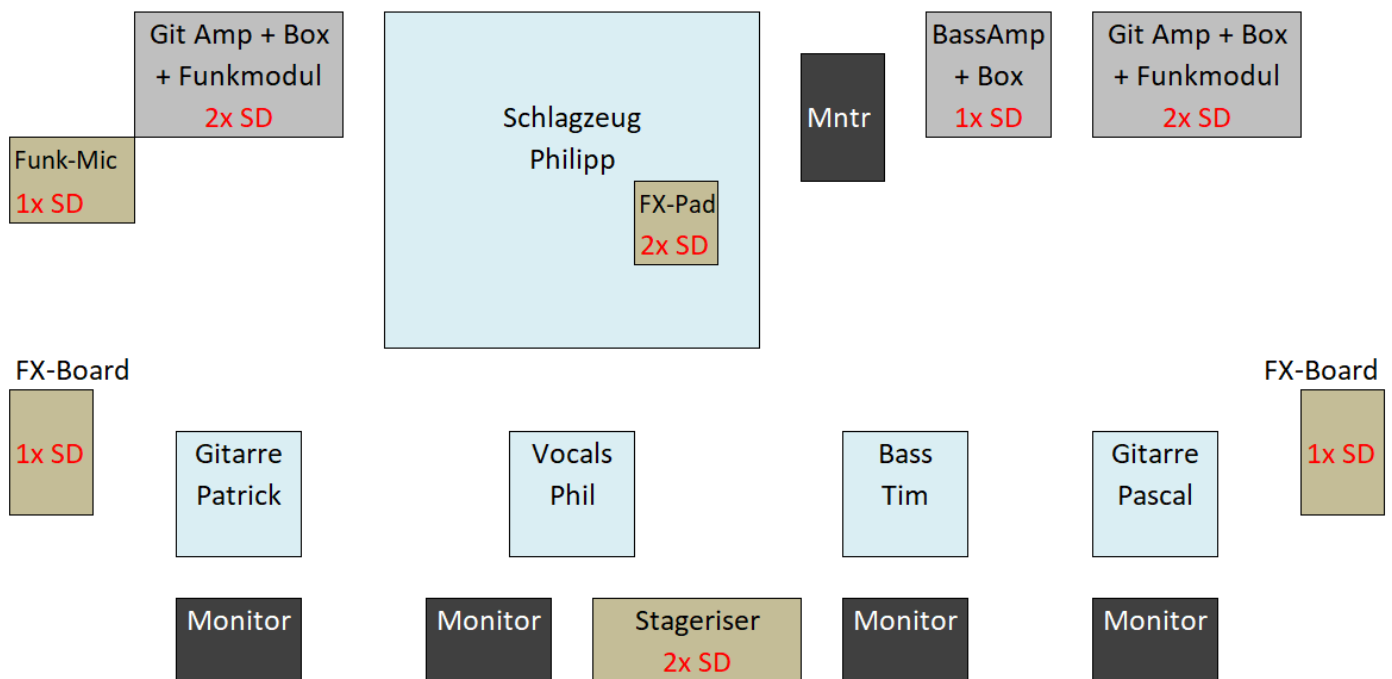 Git Amp + Box
+ Funkmodul
2x SD
Schlagzeug
Philipp
Mntr
BassAmp
+ Box
1x SD
Git Amp + Box
+ Funkmodul
2x SD
Funk-Mic
1x SD
FX-Pad
2x SD
FX-Board
1x SD
FX-Board
1x SD
Gitarre
Patrick
Vocals
Phil
Bass
Tim
Gitarre
Pascal
Monitor
Monitor
Stageriser
2x SD
Monitor
Monitor